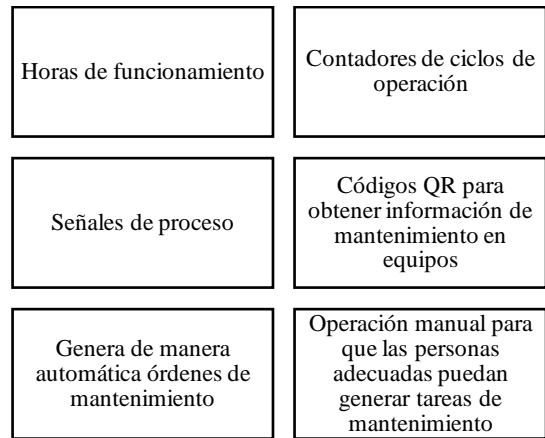 Horas de funcionamiento
Contadores de ciclos de
operación
Señales de proceso
Códigos QR para
obtener información de
mantenimiento en
equipos
Genera de manera
automática órdenes de
mantenimiento
Operación manual para
que las personas
adecuadas puedan
generar tareas de
mantenimiento